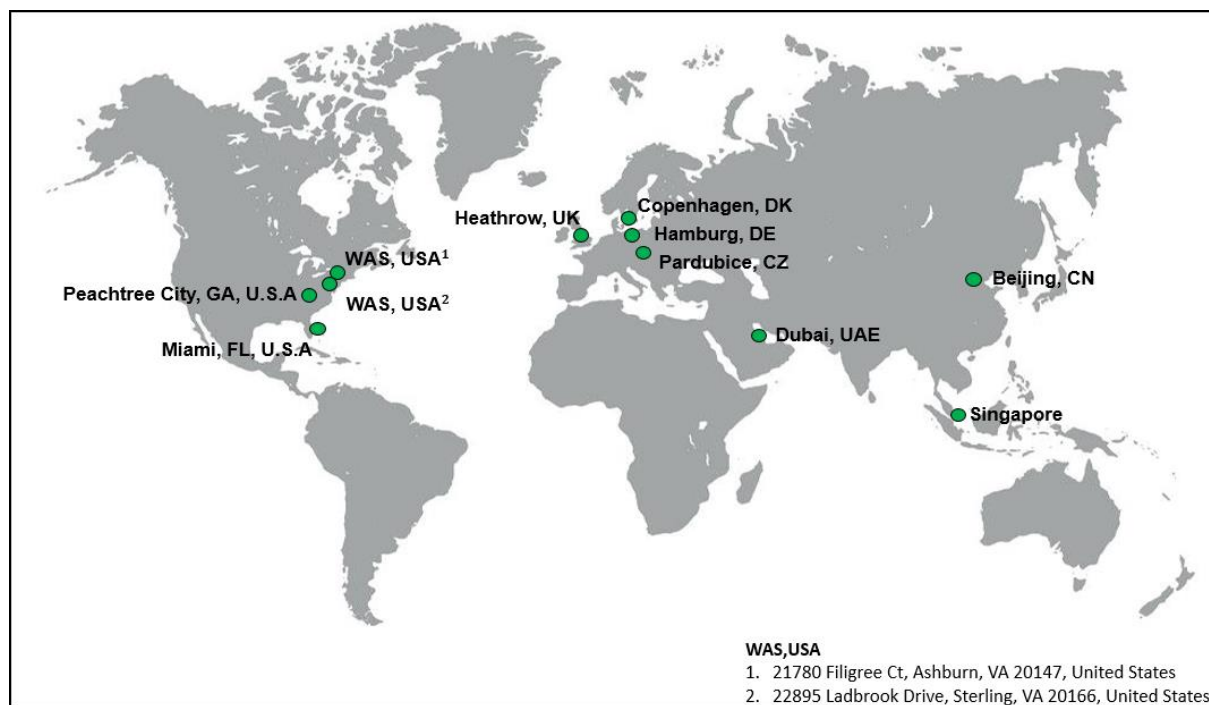 Copenhagen, DK
Heathrow, UK
Hamburg, DE
WAS, USA¹
Pardubice, CZ
Beijing, CN
Peachtree City, GA, U.S.A
WAS, USA²
Dubai, UAE
Miami, FL, U.S.A
Singapore
WAS,USA
1. 21780 Filigree Ct, Ashburn, VA 20147, United States
2. 22895 Ladbrook Drive, Sterling, VA 20166, United States